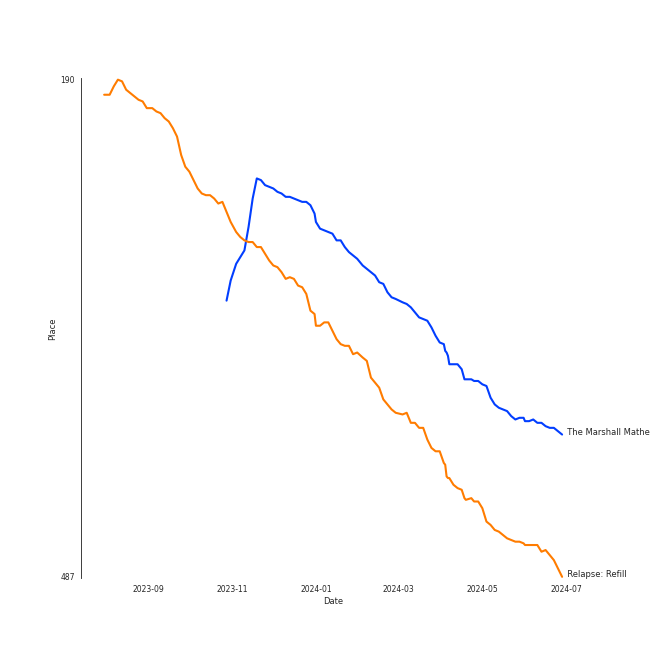 190
Place
The Marshall Mathe
Relapse: Refill
487
2023-09 2023-11 2024-01 2024-03 2024-05 2024-07
Date